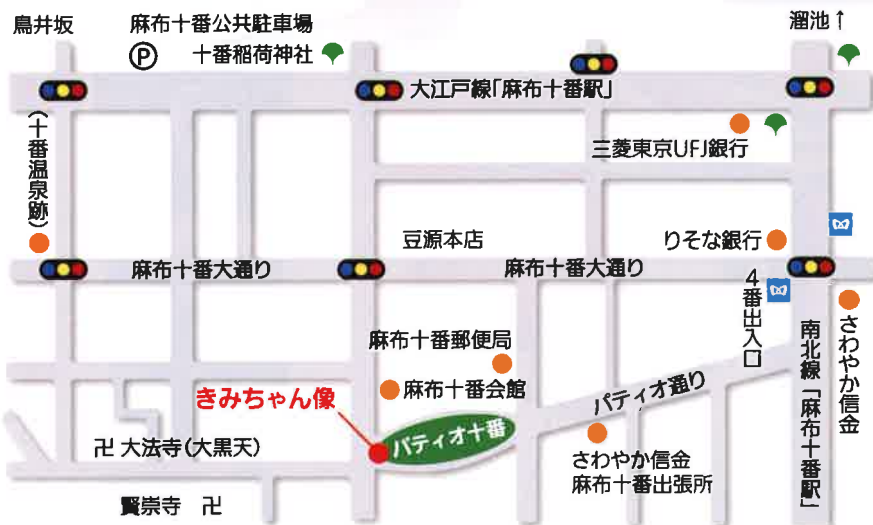 鳥井坂
麻布十番公共駐車場
溜池↑
P
十番稲荷神社
大江戸線「麻布十番駅」
三菱東京UFJ銀行
(十番温泉跡)
豆源本店
りそな銀行
麻布十番大通り
麻布十番大通り
4番出入口
さわやか信金
南北線「麻布十番駅」
麻布十番郵便局
麻布十番会館
パティオ通り
きみちゃん像
パティオ十番
卍 大法寺(大黒天)
さわやか信金
麻布十番出張所
賢崇寺 卍